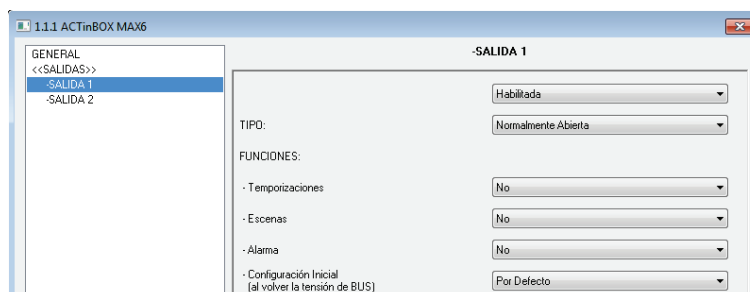 1.1.1 ACTinBOX MAX6
GENERAL
<<SALIDAS>>
-SALIDA 1
-SALIDA 2
-SALIDA 1
Habilitada
TIPO: Normalmente Abierta
FUNCIONES:
- Temporizaciones No
- Escenas No
- Alarma No
- Configuración Inicial
(al volver la tensión de BUS) Por Defecto